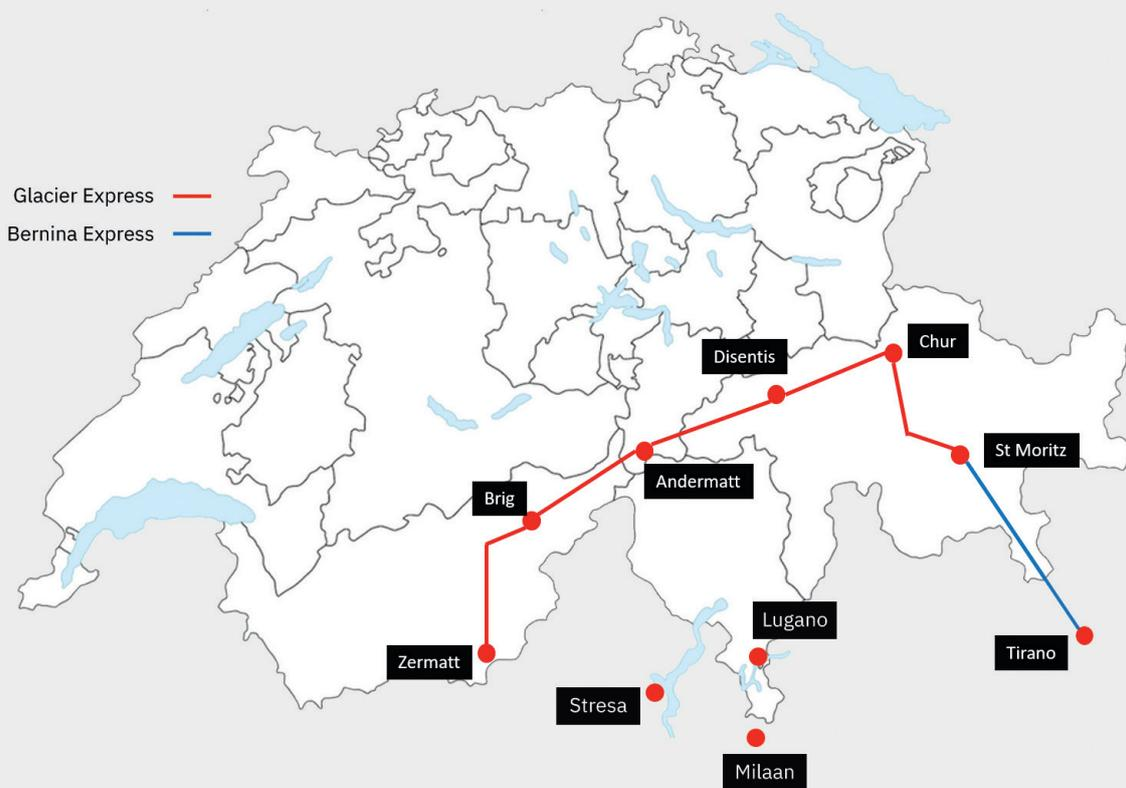 Glacier Express
Bernina Express
Chur
Disentis
St Moritz
Andermatt
Brig
Lugano
Tirano
Zermatt
Stresa
Milaan